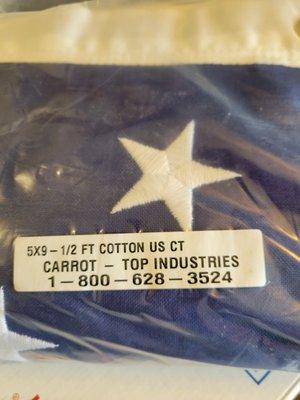 5X9-1/2 FT COTTON US CT
CARROT - TOP INDUSTRIES
1-800-628-3524